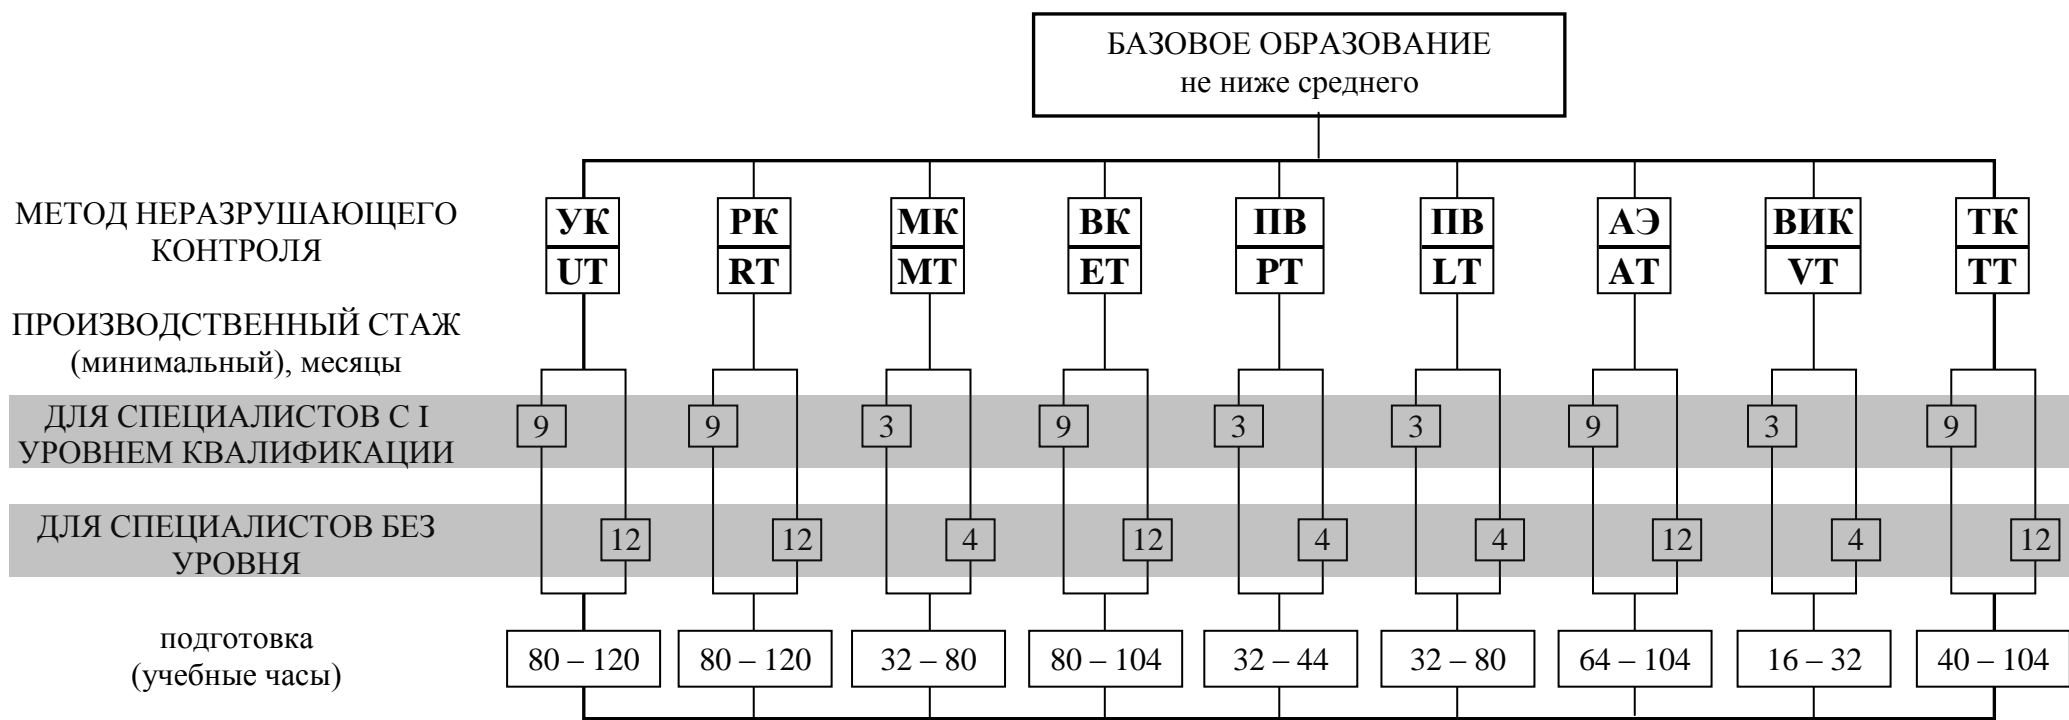 БАЗОВОЕ ОБРАЗОВАНИЕ
не ниже среднего
МЕТОД НЕРАЗРУШАЮЩЕГО
КОНТРОЛЯ
УК РК МК ВК ПВ ПВ АЭ ВИК ТК
UT RT MT ET PT LT AT VT TT
ПРОИЗВОДСТВЕННЫЙ СТАЖ
(минимальный), месяцы
ДЛЯ СПЕЦИАЛИСТОВ С I
УРОВНЕМ КВАЛИФИКАЦИИ
9 9 3 9 3 3 9 3 9
ДЛЯ СПЕЦИАЛИСТОВ БЕЗ
УРОВНЯ
12 12 4 12 4 4 12 4 12
подготовка
(учебные часы)
80 – 120 80 – 120 32 – 80 80 – 104 32 – 44 32 – 80 64 – 104 16 – 32 40 – 104